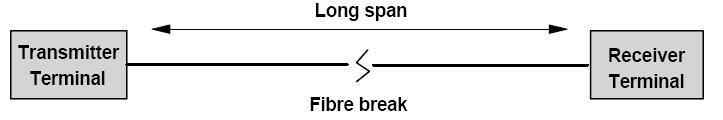 Long span
Transmitter
Terminal
Receiver
Terminal
Fibre break